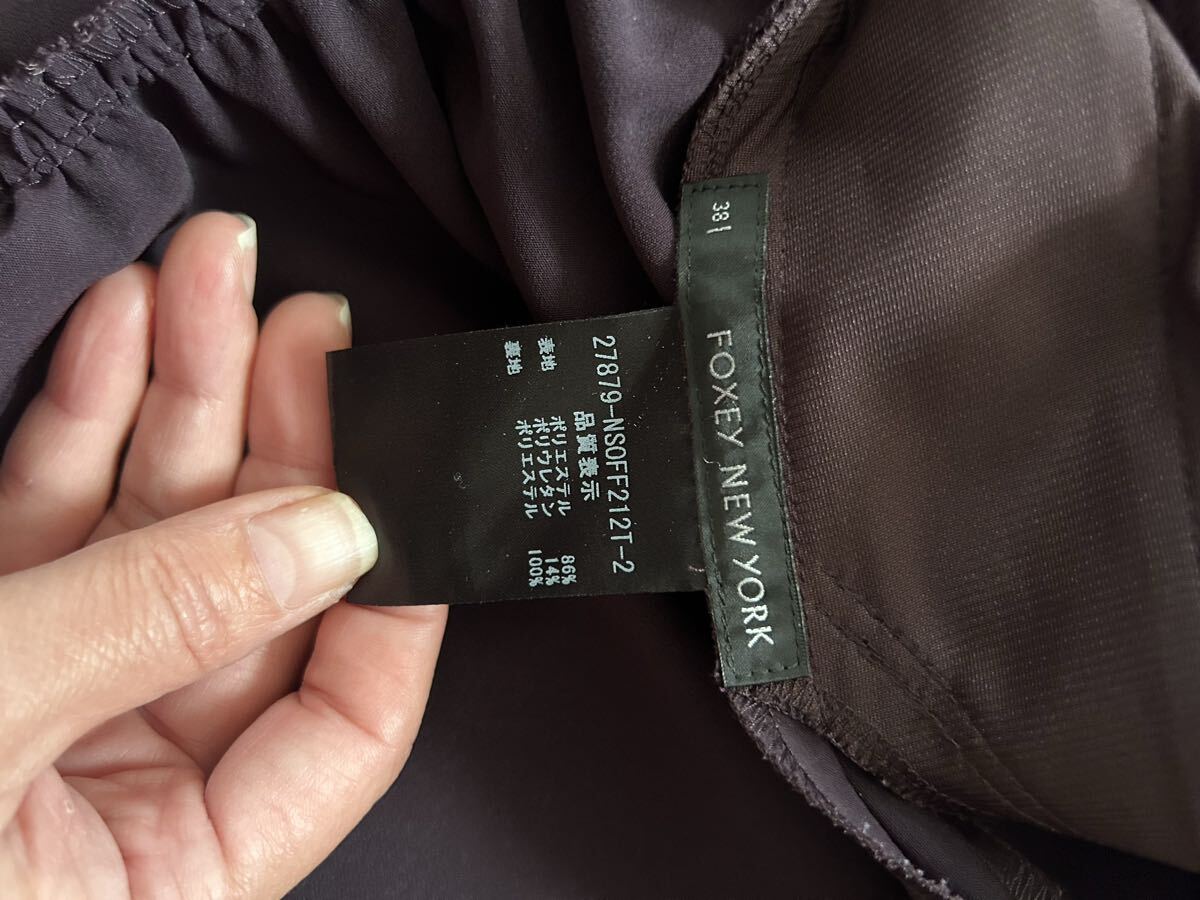 38
FOXEY NEW YORK
27879-NSOFF212T-2
品質表示
表地 ポリエステル 86%
ポリウレタン 14%
裏地 ポリエステル 100%